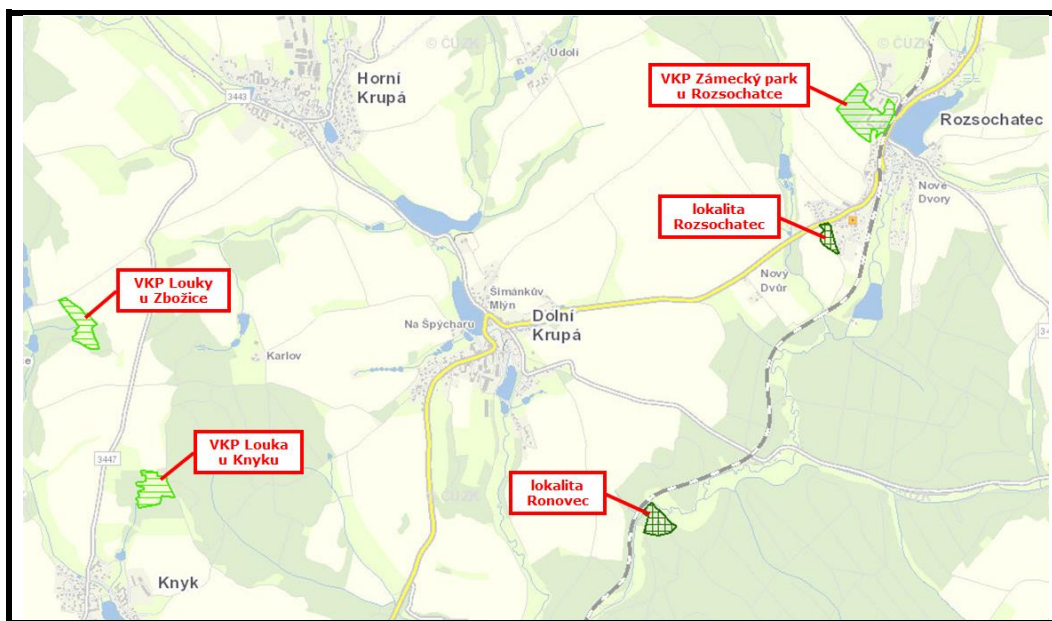 © ČÚZK
© ČÚZK
Údolí
Horní
Krupá
3443
VKP Zámecký park
u Rozsochatce
Rozsochatec
Nové
Dvory
lokalita
Rozsochatec
VKP Louky
u Zbožice
Nový
Dvůr
Šimánkův
Mlýn
Na Špýcharu
Dolní
Krupá
Karlov
VKP Louka
u Knyku
3447
lokalita
Ronovec
© ČÚZK
Knyk